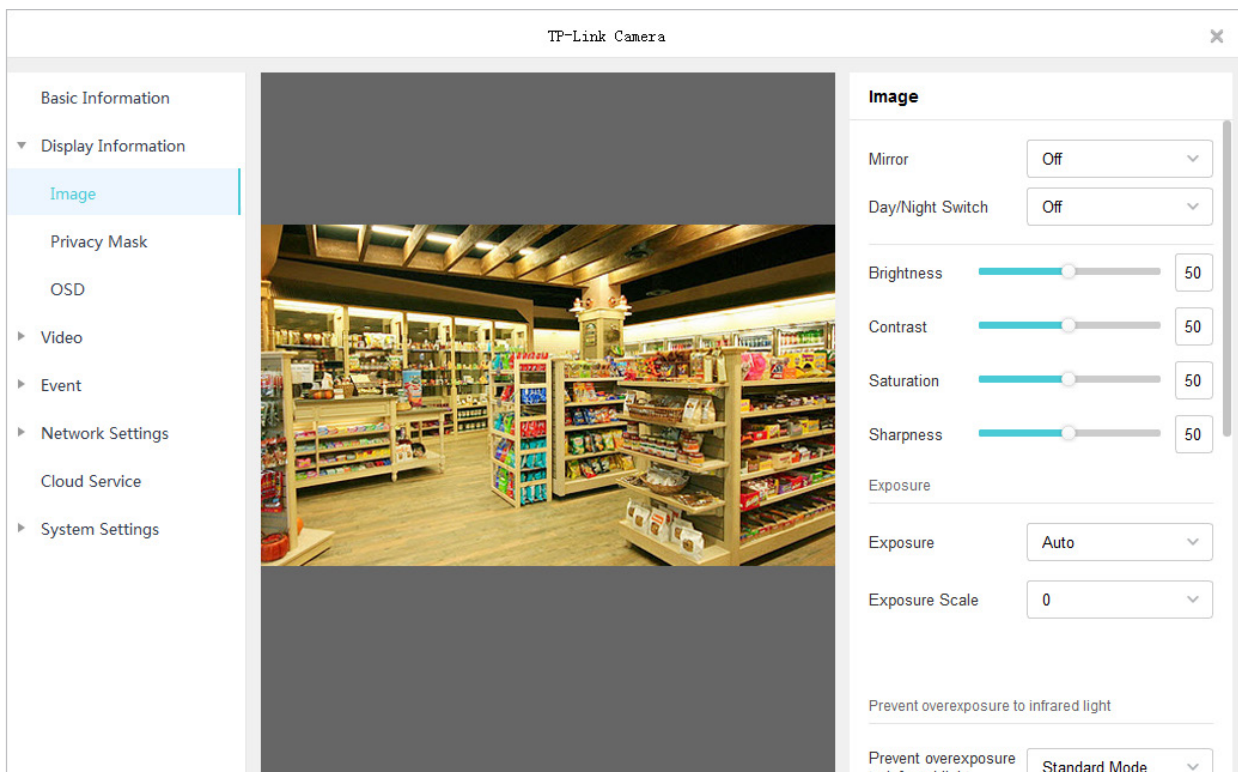 TP-Link Camera
Basic Information
Display Information
Image
Privacy Mask
OSD
Video
Event
Network Settings
Cloud Service
System Settings
Image
Mirror Off
Day/Night Switch Off
Brightness 50
Contrast 50
Saturation 50
Sharpness 50
Exposure
Exposure Auto
Exposure Scale 0
Prevent overexposure to infrared light
Prevent overexposure
Standard Mode